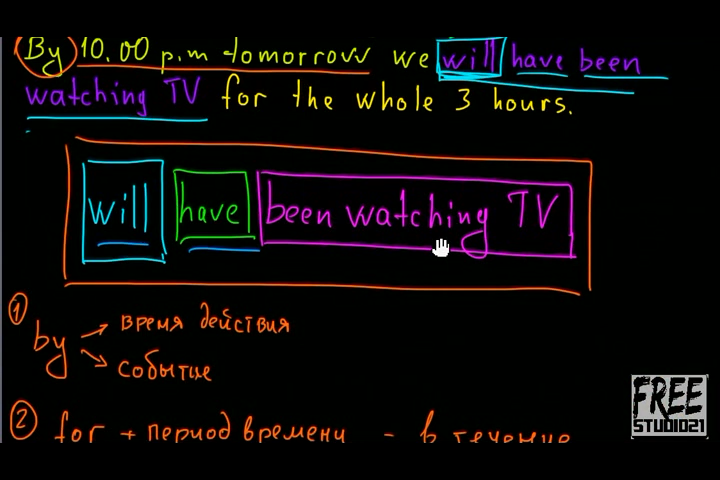 By 10.00 p.m tomorrow we will have been
watching TV for the whole 3 hours.
will have been watching TV
1
by время действия
событие
2 for + период времени - в течение
FREE
STUDIO21